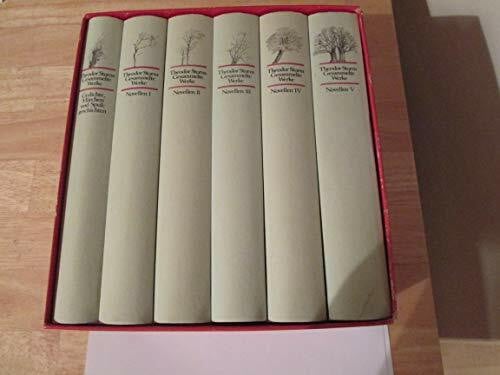 Theodor Storm
Gesammelte
Werke
Gedichte,
Märchen
und Spuk-
geschichten
Theodor Storm
Gesammelte
Werke
Novellen I
Theodor Storm
Gesammelte
Werke
Novellen II
Theodor Storm
Gesammelte
Werke
Novellen III
Theodor Storm
Gesammelte
Werke
Novellen IV
Theodor Storm
Gesammelte
Werke
Novellen V